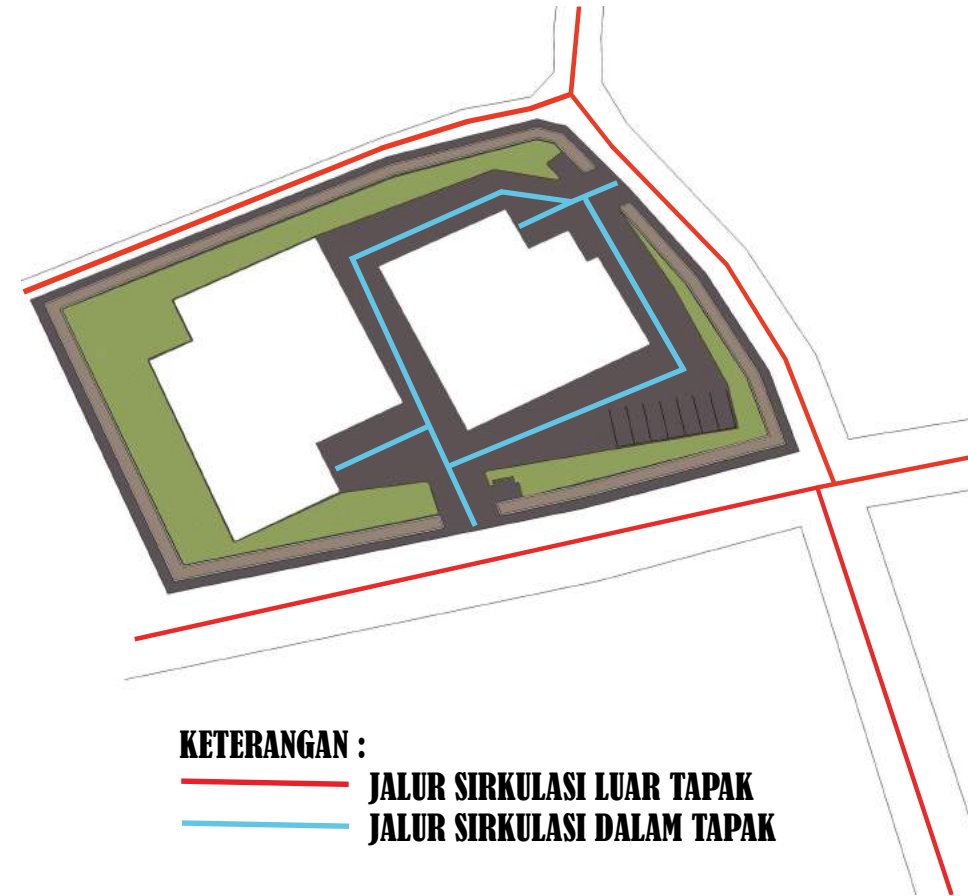 KETERANGAN :
JALUR SIRKULASI LUAR TAPAK
JALUR SIRKULASI DALAM TAPAK